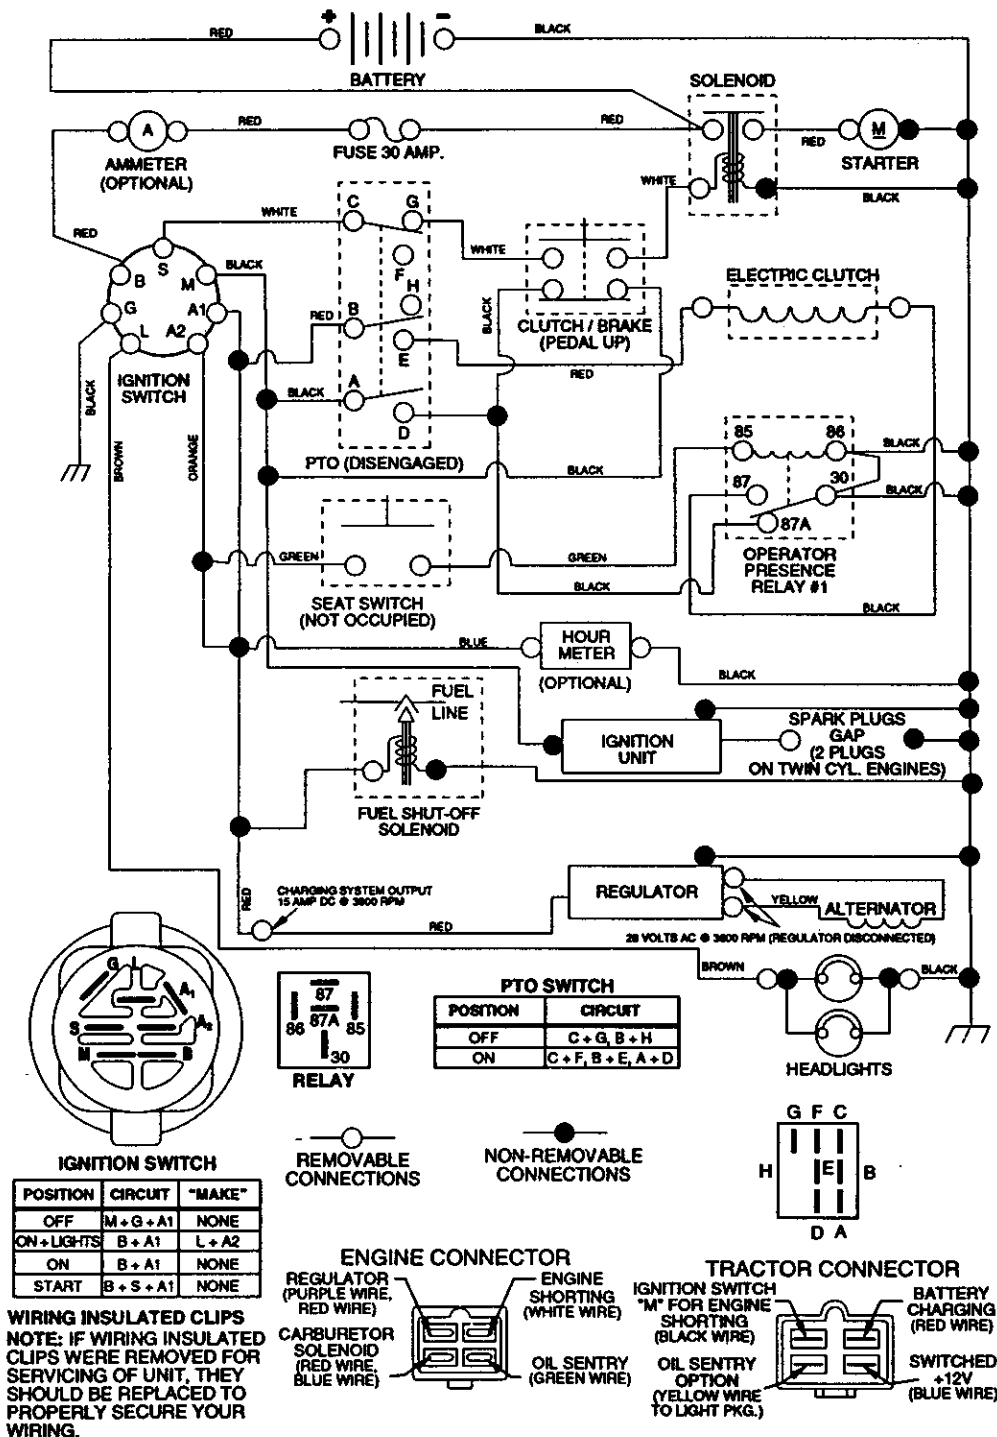 + -
RED
BLACK
BATTERY
SOLENOID
A
RED
FUSE 30 AMP.
RED
RED
M
STARTER
AMMETER
(OPTIONAL)
RED
WHITE
WHITE
BLACK
C G
F
H
B
E
A
D
PTO (DISENGAGED)
S
B
M
G
A1
L A2
IGNITION
SWITCH
BLACK
RED
BLACK
WHITE
BLACK
CLUTCH / BRAKE
(PEDAL UP)
ELECTRIC CLUTCH
RED
BLACK
BROWN
ORANGE
BLACK
85 86
87 30
87A
BLACK
BLACK
OPERATOR
PRESENCE
RELAY #1
GREEN
GREEN
BLACK
BLACK
SEAT SWITCH
(NOT OCCUPIED)
BLUE
HOUR
METER
(OPTIONAL)
BLACK
FUEL
LINE
FUEL SHUT-OFF
SOLENOID
IGNITION
UNIT
SPARK PLUGS
GAP
(2 PLUGS
ON TWIN CYL. ENGINES)
RED
CHARGING SYSTEM OUTPUT
15 AMP DC @ 3600 RPM
RED
REGULATOR
YELLOW
ALTERNATOR
28 VOLTS AC @ 3600 RPM (REGULATOR DISCONNECTED)
BROWN
BLACK
HEADLIGHTS
G L
A1
S A2
M B
IGNITION SWITCH
POSITION CIRCUIT "MAKE"
OFF M + G + A1 NONE
ON + LIGHTS B + A1 L + A2
ON B + A1 NONE
START B + S + A1 NONE
87
86 87A 85
30
RELAY
PTO SWITCH
POSITION CIRCUIT
OFF C + G, B + H
ON C + F, B + E, A + D
REMOVABLE
CONNECTIONS
NON-REMOVABLE
CONNECTIONS
G F C
H E B
D A
WIRING INSULATED CLIPS
NOTE: IF WIRING INSULATED
CLIPS WERE REMOVED FOR
SERVICING OF UNIT, THEY
SHOULD BE REPLACED TO
PROPERLY SECURE YOUR
WIRING.
ENGINE CONNECTOR
REGULATOR
(PURPLE WIRE,
RED WIRE)
ENGINE
SHORTING
(WHITE WIRE)
CARBURETOR
SOLENOID
(RED WIRE,
BLUE WIRE)
OIL SENTRY
(GREEN WIRE)
TRACTOR CONNECTOR
IGNITION SWITCH
"M" FOR ENGINE
SHORTING
(BLACK WIRE)
BATTERY
CHARGING
(RED WIRE)
OIL SENTRY
OPTION
(YELLOW WIRE
TO LIGHT PKG.)
SWITCHED
+12V
(BLUE WIRE)